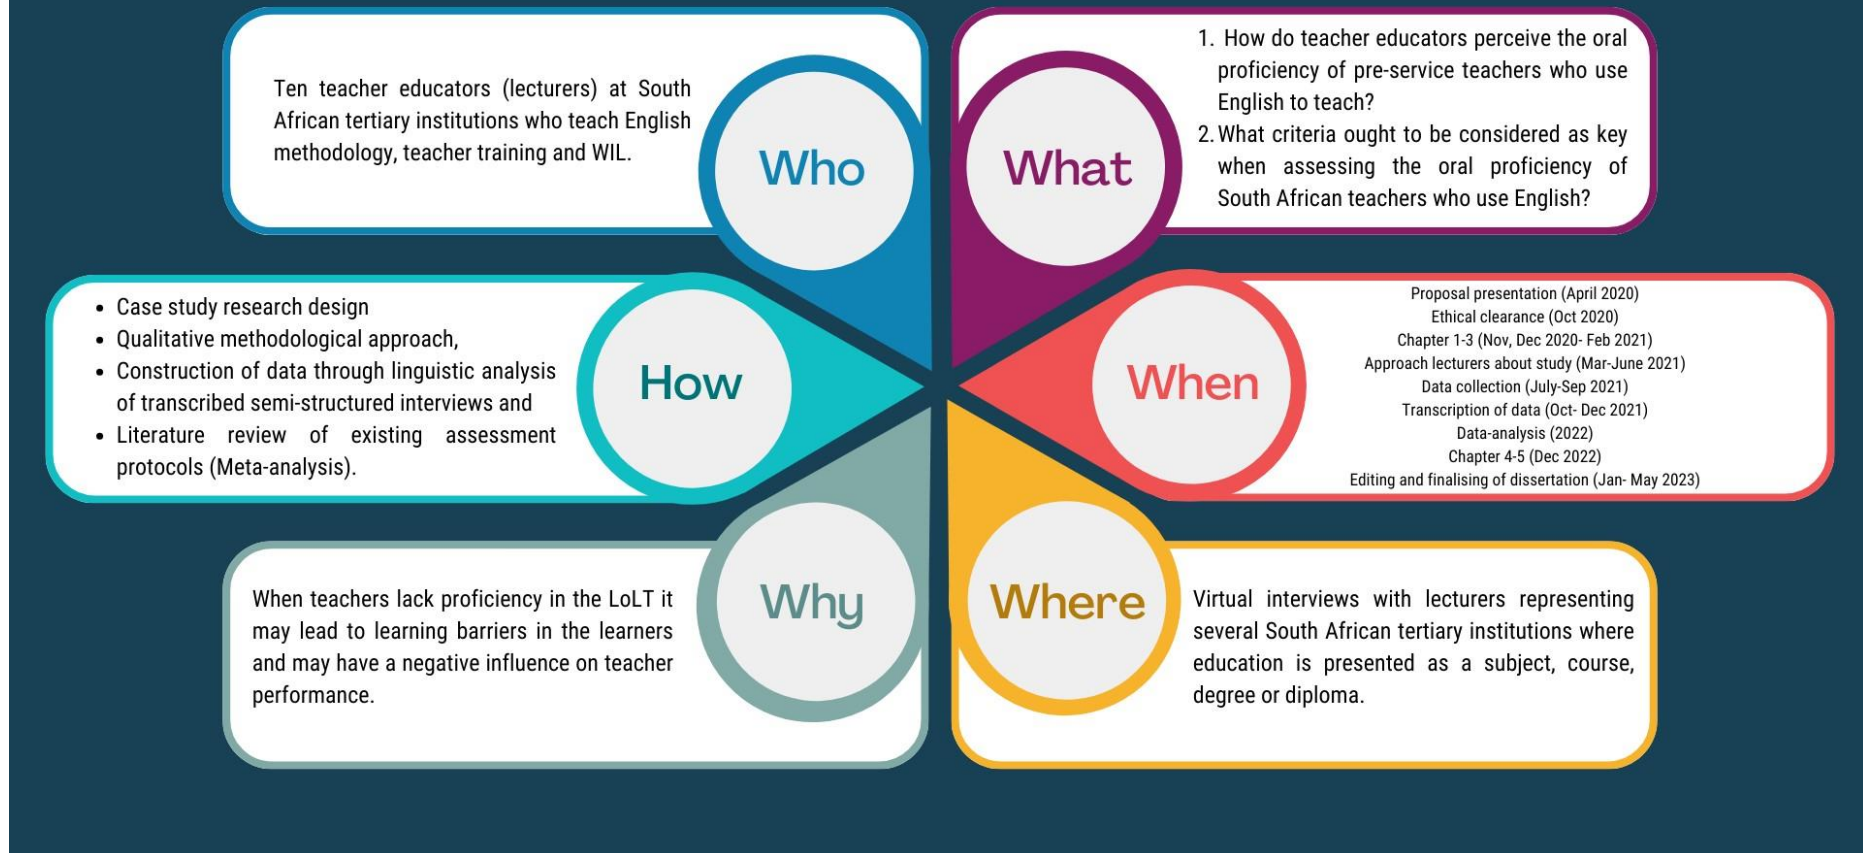 Ten teacher educators (lecturers) at South
African tertiary institutions who teach English
methodology, teacher training and WIL.
Who
What
1. How do teacher educators perceive the oral
proficiency of pre-service teachers who use
English to teach?
2. What criteria ought to be considered as key
when assessing the oral proficiency of
South African teachers who use English?
• Case study research design
• Qualitative methodological approach,
• Construction of data through linguistic analysis
of transcribed semi-structured interviews and
• Literature review of existing assessment
protocols (Meta-analysis).
How
When
Proposal presentation (April 2020)
Ethical clearance (Oct 2020)
Chapter 1-3 (Nov, Dec 2020- Feb 2021)
Approach lecturers about study (Mar-June 2021)
Data collection (July-Sep 2021)
Transcription of data (Oct- Dec 2021)
Data-analysis (2022)
Chapter 4-5 (Dec 2022)
Editing and finalising of dissertation (Jan- May 2023)
When teachers lack proficiency in the LoLT it
may lead to learning barriers in the learners
and may have a negative influence on teacher
performance.
Why
Where
Virtual interviews with lecturers representing
several South African tertiary institutions where
education is presented as a subject, course,
degree or diploma.